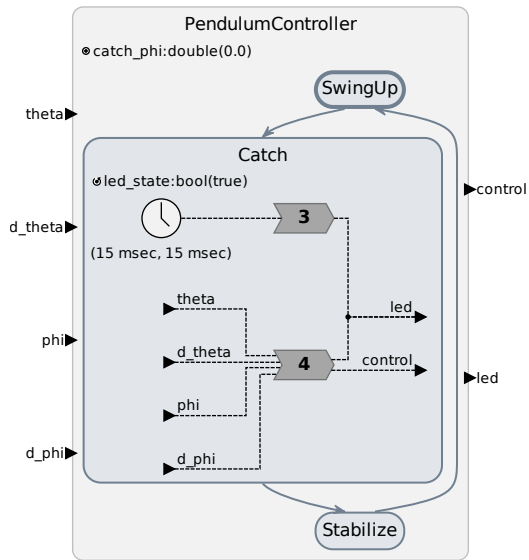 PendulumController
catch_phi:double(0.0)
SwingUp
theta
Catch
led_state:bool(true)
control
3
d_theta
(15 msec, 15 msec)
theta
led
phi
d_theta
4
control
led
phi
d_phi
d_phi
Stabilize